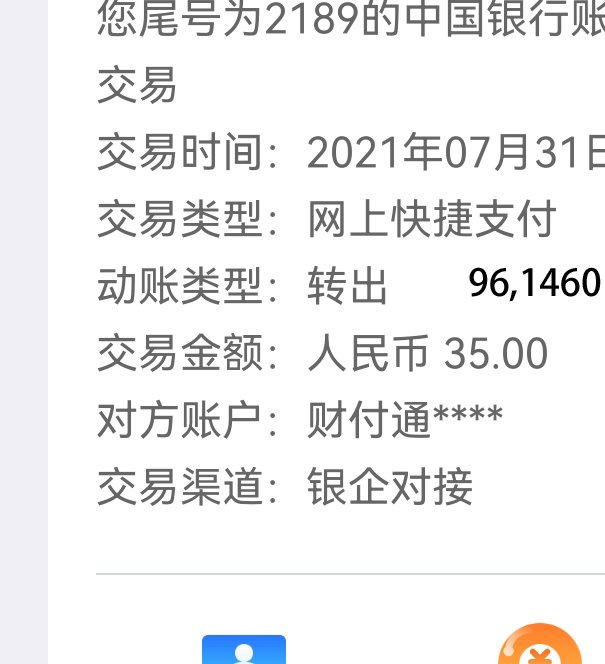 您尾号为2189的中国银行账
交易
交易时间：2021年07月31日
交易类型：网上快捷支付
动账类型：转出 96,1460
交易金额：人民币 35.00
对方账户：财付通****
交易渠道：银企对接